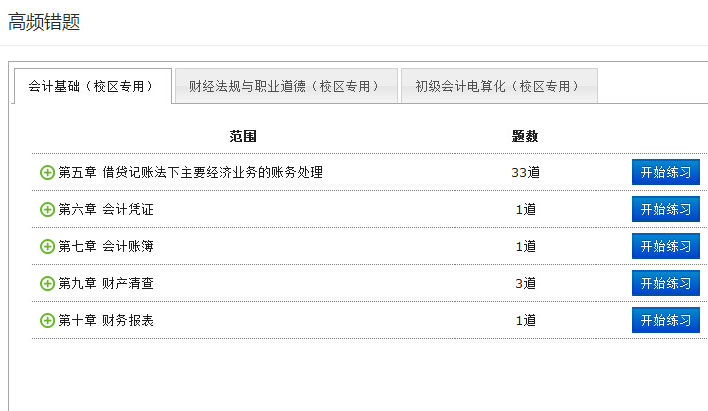 高频错题
会计基础（校区专用） 财经法规与职业道德（校区专用） 初级会计电算化（校区专用）
范围 题数
第五章 借贷记账法下主要经济业务的账务处理 33道 开始练习
第六章 会计凭证 1道 开始练习
第七章 会计账簿 1道 开始练习
第九章 财产清查 3道 开始练习
第十章 财务报表 1道 开始练习